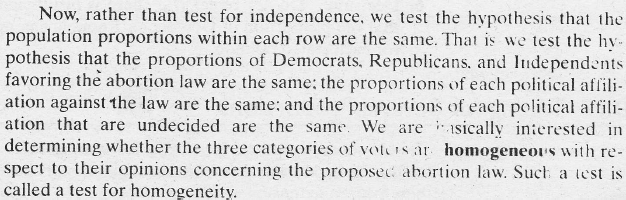 Now, rather than test for independence, we test the hypothesis that the
population proportions within each row are the same. That is we test the hy-
pothesis that the proportions of Democrats, Republicans, and Independents
favoring the abortion law are the same; the proportions of each political affili-
ation against the law are the same; and the proportions of each political affili-
ation that are undecided are the same. We are basically interested in
determining whether the three categories of voters are homogeneous with re-
spect to their opinions concerning the proposed abortion law. Such a test is
called a test for homogeneity.